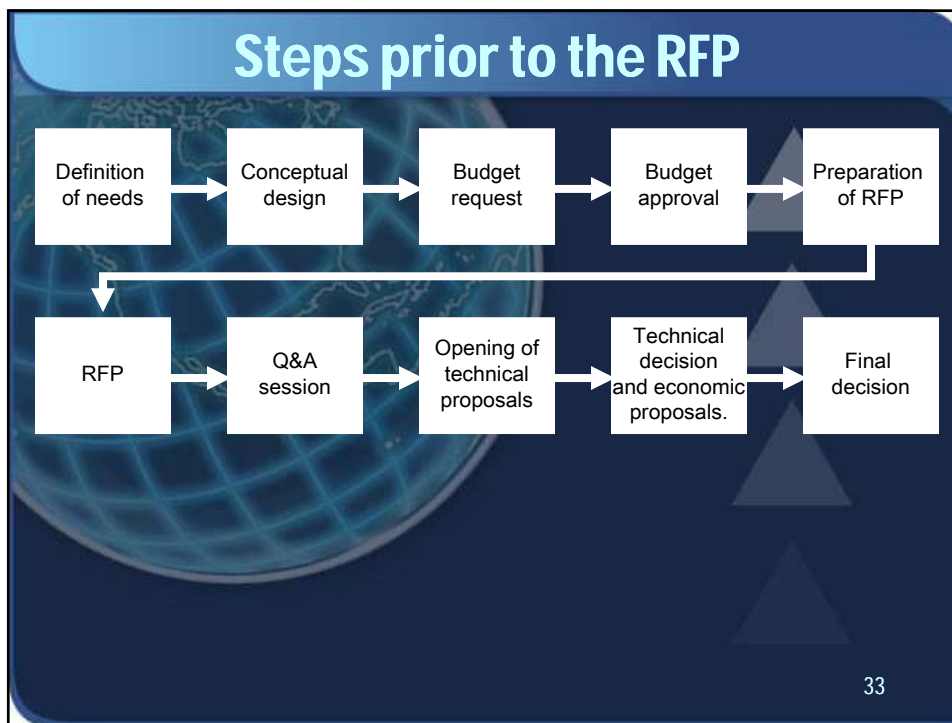 Steps prior to the RFP
Definition
of needs
Conceptual
design
Budget
request
Budget
approval
Preparation
of RFP
RFP
Q&A
session
Opening of
technical
proposals
Technical
decision
and economic
proposals.
Final
decision
33